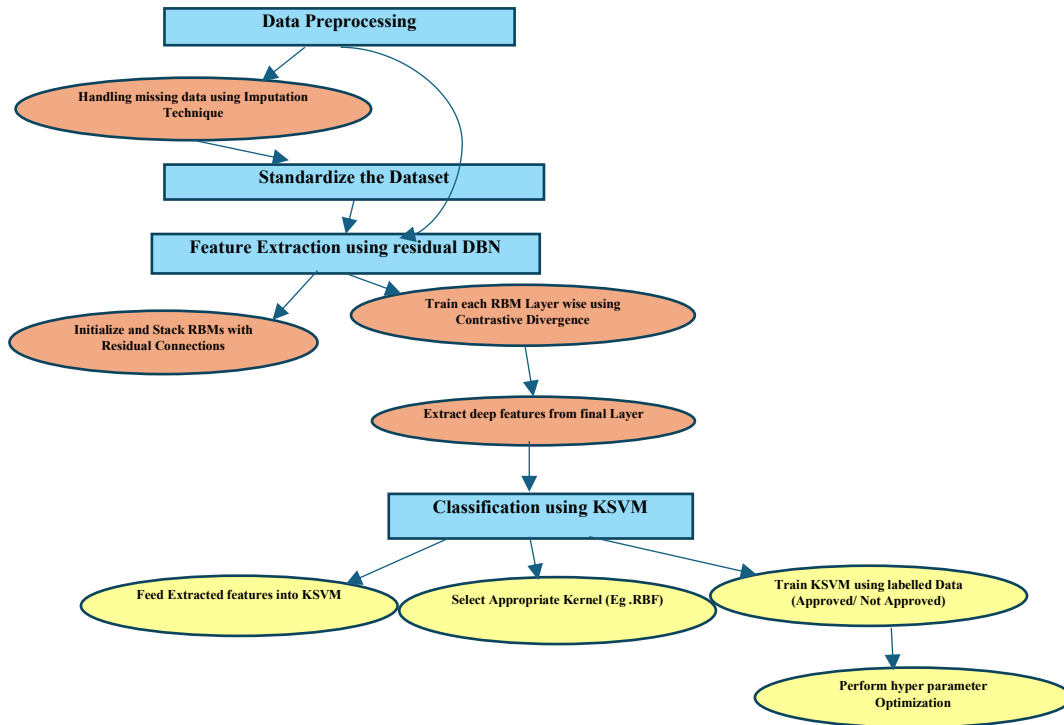 Data Preprocessing
Handling missing data using Imputation
Technique
Standardize the Dataset
Feature Extraction using residual DBN
Train each RBM Layer wise using
Contrastive Divergence
Initialize and Stack RBMs with
Residual Connections
Extract deep features from final Layer
Classification using KSVM
Feed Extracted features into KSVM
Select Appropriate Kernel (Eg .RBF)
Train KSVM using labelled Data
(Approved/ Not Approved)
Perform hyper parameter
Optimization